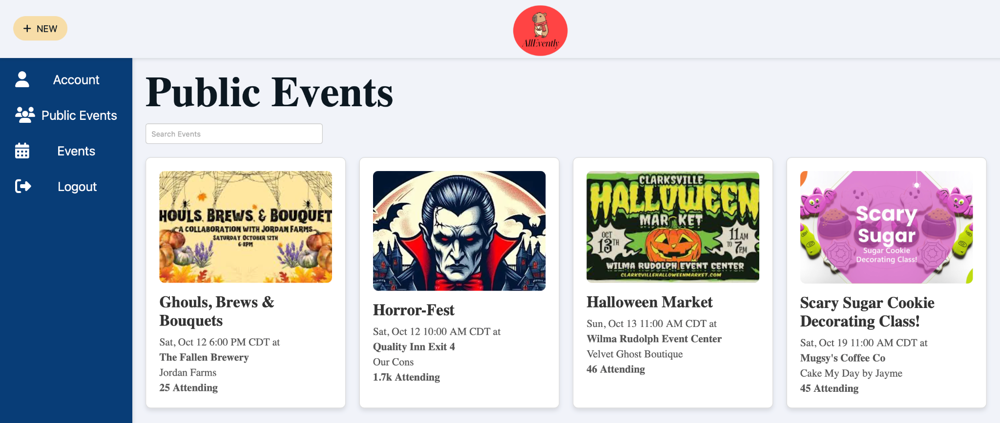 + NEW
AllEvently
Account
Public Events
Events
Logout
Public Events
Search Events
HOULS, BREWS, & BOUQUET
A COLLABORATION WITH JORDAN FARMS
SATURDAY, OCTOBER 12TH
6-8PM
Ghouls, Brews &
Bouquets
Sat, Oct 12 6:00 PM CDT at
The Fallen Brewery
Jordan Farms
25 Attending
Horror-Fest
Sat, Oct 12 10:00 AM CDT at
Quality Inn Exit 4
Our Cons
1.7k Attending
CLARKSVILLE
HALLOWEEN
MARKET
OCT
13TH
11AM
TO 7PM
WILMA RUDOLPH EVENT CENTER
CLARKSVILLEHALLOWEENMARKET.COM
Halloween Market
Sun, Oct 13 11:00 AM CDT at
Wilma Rudolph Event Center
Velvet Ghost Boutique
46 Attending
Scary
Sugar
Sugar Cookie
Decorating Class!
Scary Sugar Cookie
Decorating Class!
Sat, Oct 19 11:00 AM CDT at
Mugsy's Coffee Co
Cake My Day by Jayme
45 Attending